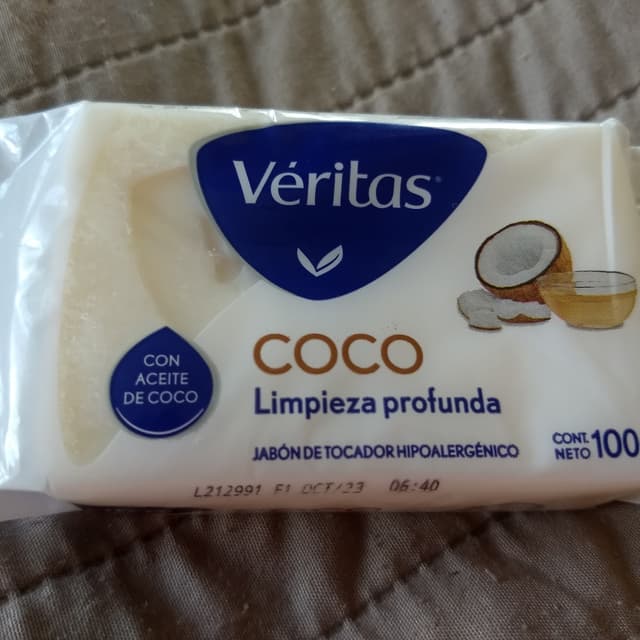 Véritas®
CON
ACEITE
DE COCO
COCO
Limpieza profunda
JABÓN DE TOCADOR HIPOALERGÉNICO
CONT.
NETO 100
L212991 F1 OCT/23 06:40